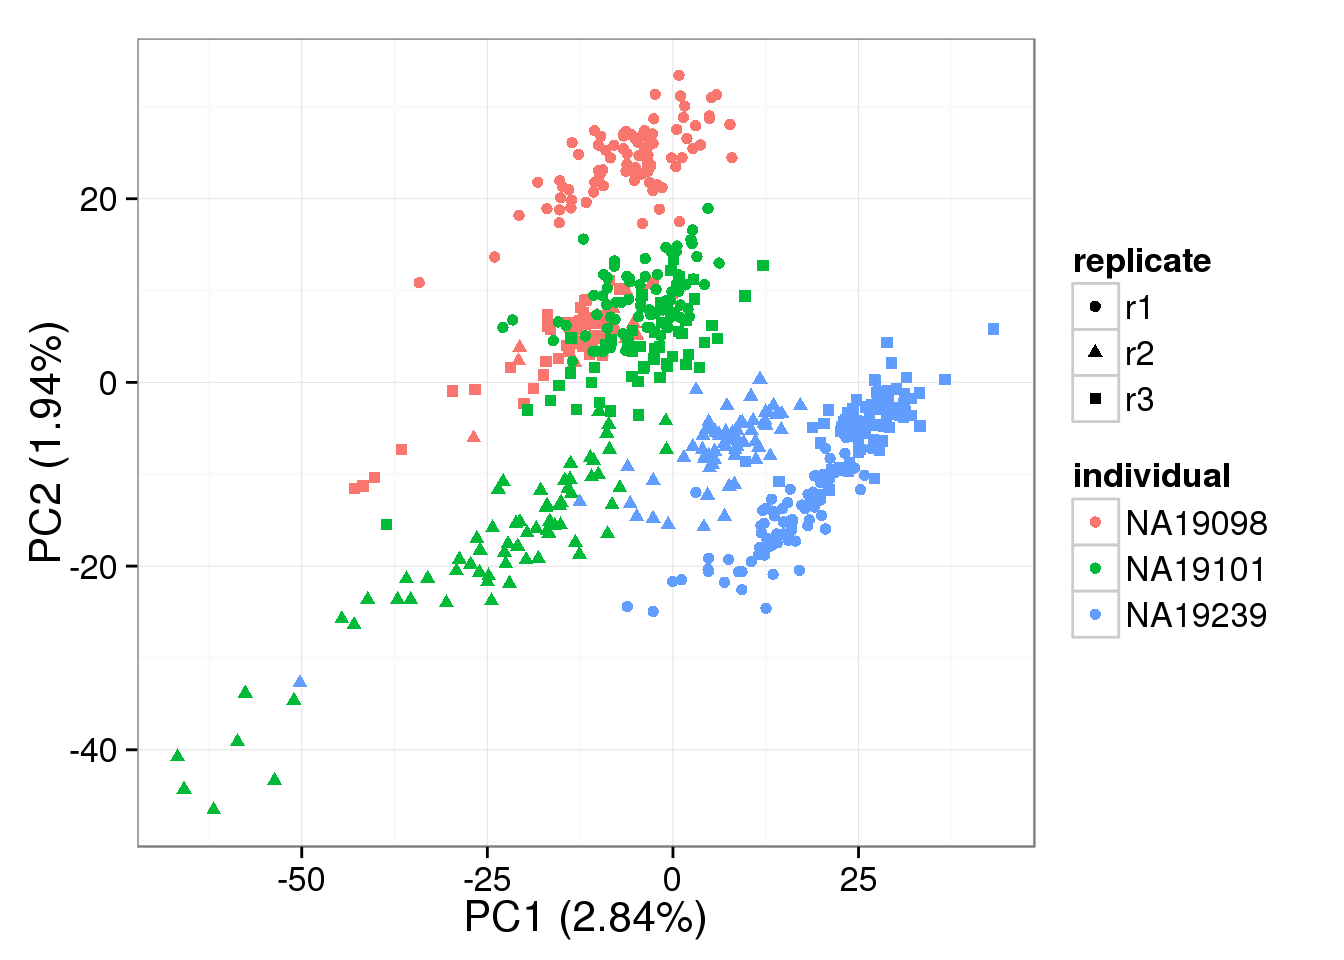 20
0
-20
-40
PC2 (1.94%)
-50
-25
0
25
PC1 (2.84%)
replicate
r1
r2
r3
individual
NA19098
NA19101
NA19239